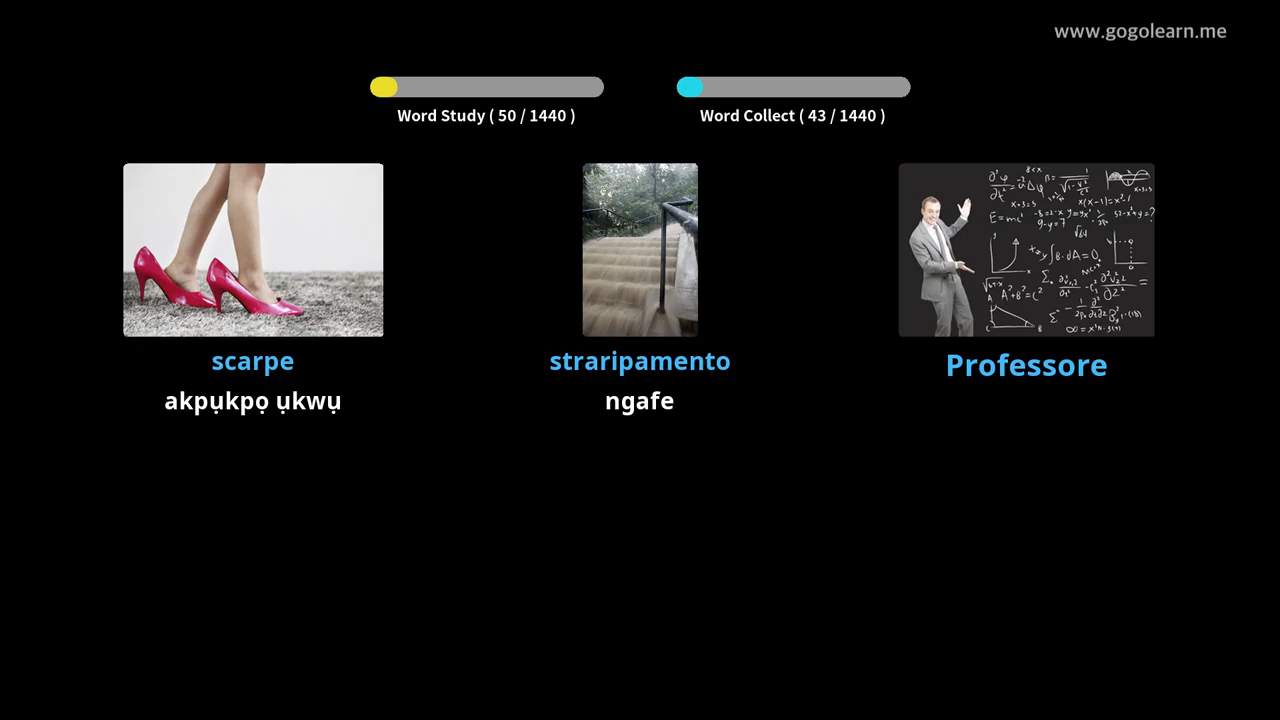 www.gogolearn.me
Word Study ( 50 / 1440 )
Word Collect ( 43 / 1440 )
scarpe
straripamento
Professore
akpụkpọ ụkwụ
ngafe